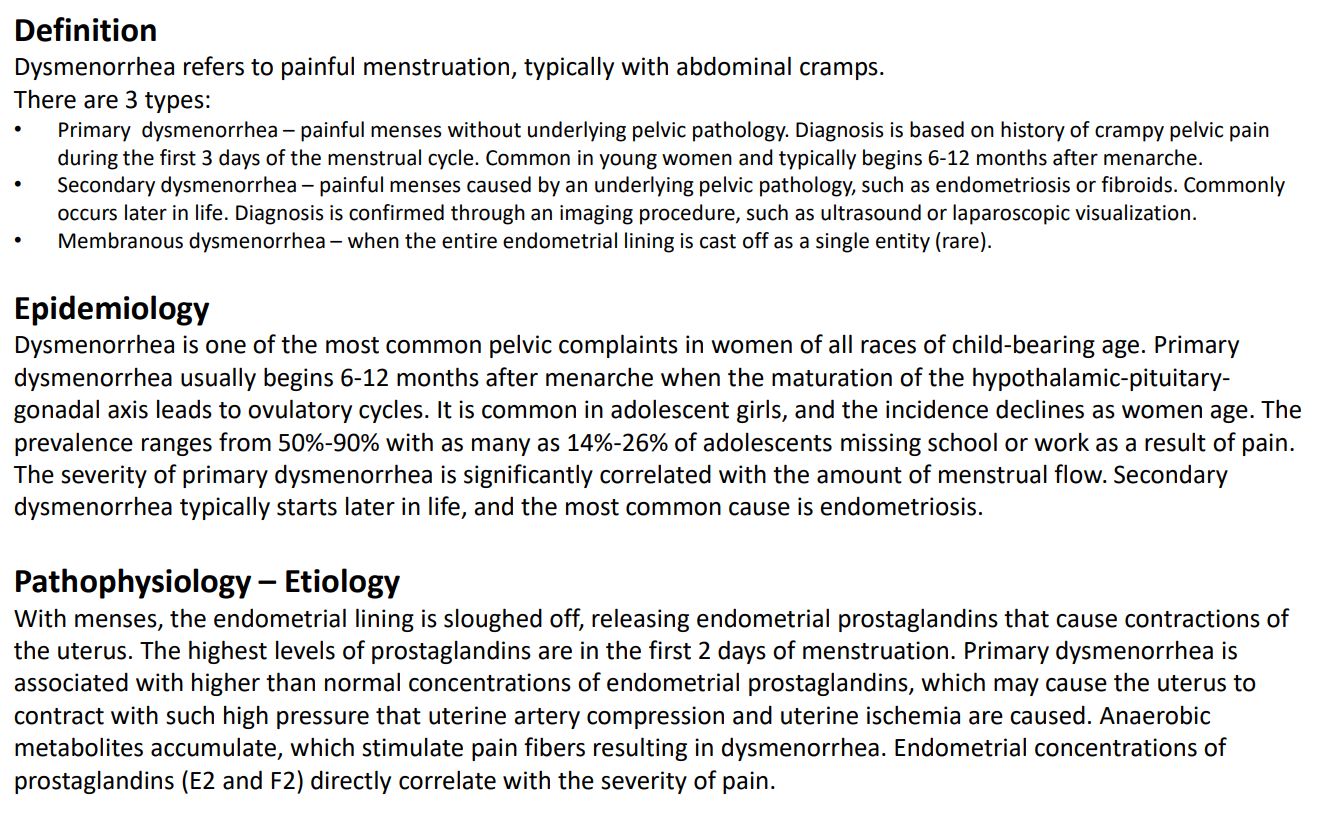 Definition
Dysmenorrhea refers to painful menstruation, typically with abdominal cramps.
There are 3 types:
• Primary  dysmenorrhea – painful menses without underlying pelvic pathology. Diagnosis is based on history of crampy pelvic pain
during the first 3 days of the menstrual cycle. Common in young women and typically begins 6-12 months after menarche.
• Secondary dysmenorrhea – painful menses caused by an underlying pelvic pathology, such as endometriosis or fibroids. Commonly
occurs later in life. Diagnosis is confirmed through an imaging procedure, such as ultrasound or laparoscopic visualization.
• Membranous dysmenorrhea – when the entire endometrial lining is cast off as a single entity (rare).
Epidemiology
Dysmenorrhea is one of the most common pelvic complaints in women of all races of child-bearing age. Primary
dysmenorrhea usually begins 6-12 months after menarche when the maturation of the hypothalamic-pituitary-
gonadal axis leads to ovulatory cycles. It is common in adolescent girls, and the incidence declines as women age. The
prevalence ranges from 50%-90% with as many as 14%-26% of adolescents missing school or work as a result of pain.
The severity of primary dysmenorrhea is significantly correlated with the amount of menstrual flow. Secondary
dysmenorrhea typically starts later in life, and the most common cause is endometriosis.
Pathophysiology – Etiology
With menses, the endometrial lining is sloughed off, releasing endometrial prostaglandins that cause contractions of
the uterus. The highest levels of prostaglandins are in the first 2 days of menstruation. Primary dysmenorrhea is
associated with higher than normal concentrations of endometrial prostaglandins, which may cause the uterus to
contract with such high pressure that uterine artery compression and uterine ischemia are caused. Anaerobic
metabolites accumulate, which stimulate pain fibers resulting in dysmenorrhea. Endometrial concentrations of
prostaglandins (E2 and F2) directly correlate with the severity of pain.